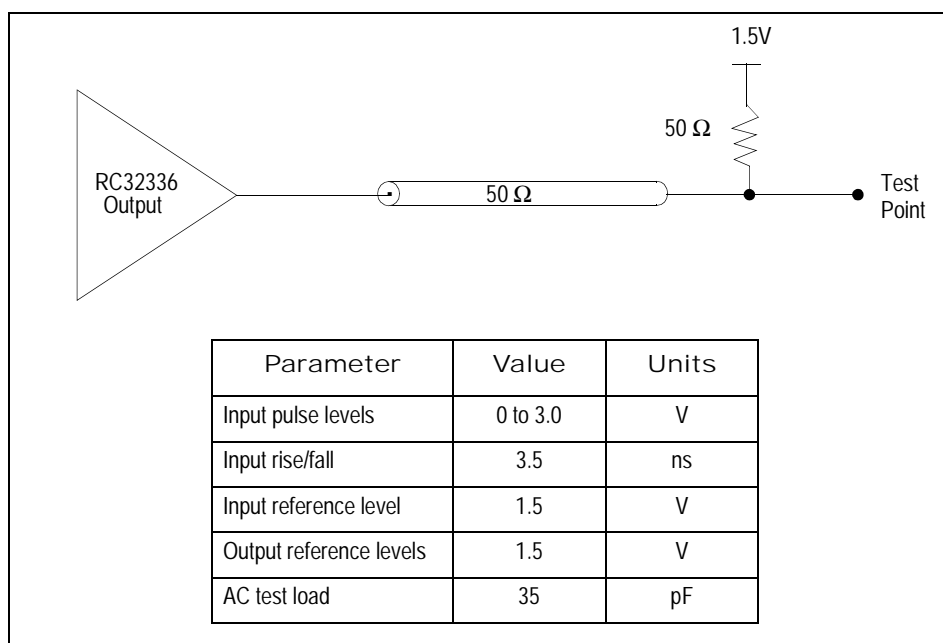 1.5V
50 Ω
RC32336
Output
50 Ω
Test
Point
Parameter Value Units
Input pulse levels 0 to 3.0 V
Input rise/fall 3.5 ns
Input reference level 1.5 V
Output reference levels 1.5 V
AC test load 35 pF